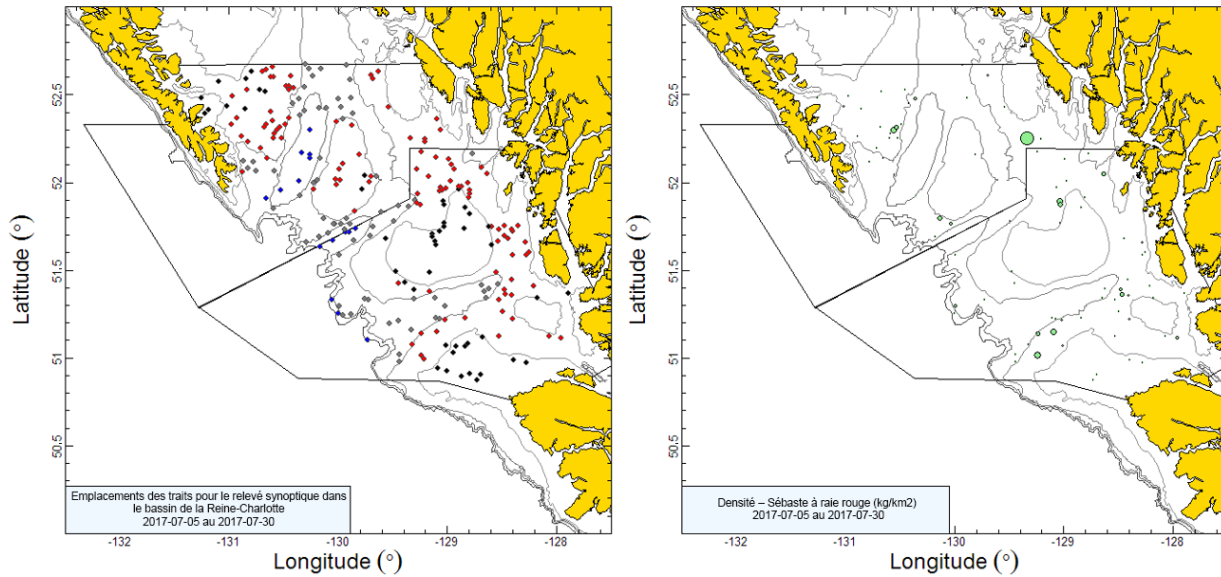 52.5
52
51.5
51
50.5
Latitude (°)
Emplacements des traits pour le relevé synoptique dans
le bassin de la Reine-Charlotte
2017-07-05 au 2017-07-30
-132
-131
-130
-129
-128
Longitude (°)
52.5
52
51.5
51
50.5
Latitude (°)
Densité – Sébaste à raie rouge (kg/km2)
2017-07-05 au 2017-07-30
-132
-131
-130
-129
-128
Longitude (°)